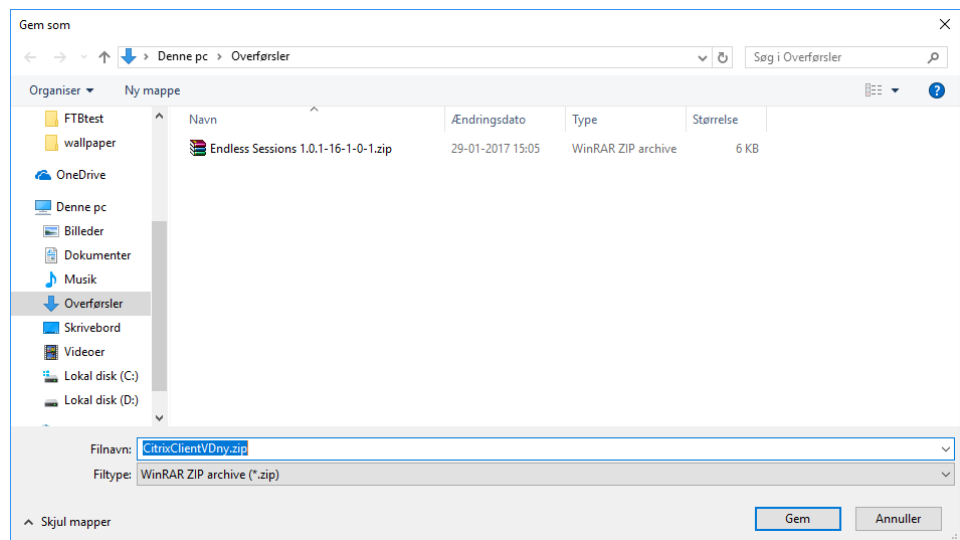 Gem som
Denne pc › Overførsler
Søg i Overførsler
Organiser
Ny mappe
?
Navn
Ændringsdato
Type
Størrelse
Endless Sessions 1.0.1-16-1-0-1.zip
29-01-2017 15:05
WinRAR ZIP archive
6 KB
FTBtest
wallpaper
OneDrive
Denne pc
Billeder
Dokumenter
Musik
Overførsler
Skrivebord
Videoer
Lokal disk (C:)
Lokal disk (D:)
Filnavn: CitrixClientVDny.zip
Filtype: WinRAR ZIP archive (*.zip)
Skjul mapper
Gem
Annuller